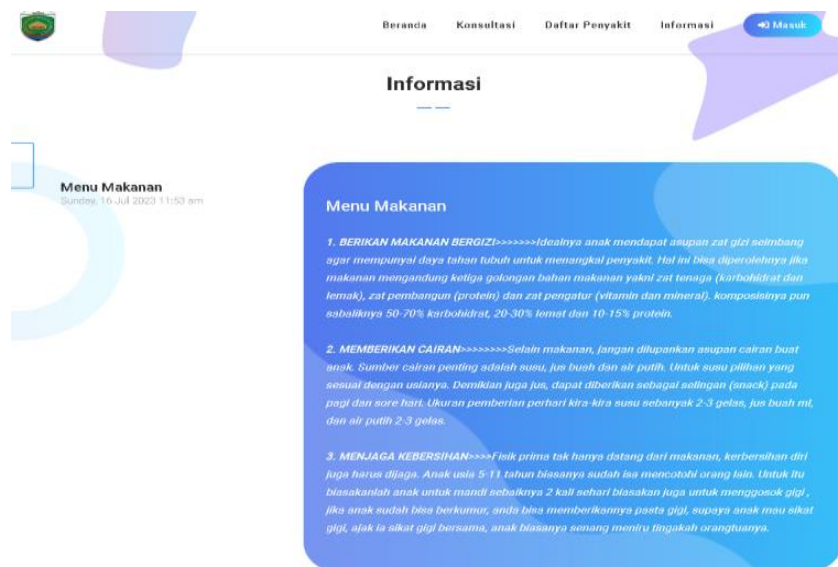 Beranda Konsultasi Daftar Penyakit Informasi Masuk
Informasi
Menu Makanan
Sunday, 16 Jul 2023 11:53 am
Menu Makanan
1. BERIKAN MAKANAN BERGIZI>>>>>>>Idealnya anak mendapat asupan zat gizi seimbang
agar mempunyai daya tahan tubuh untuk menangkal penyakit. Hal ini bisa diperolehnya jika
makanan mengandung ketiga golongan bahan makanan yakni zat tenaga (karbohidrat dan
lemak), zat pembangun (protein) dan zat pengatur (vitamin dan mineral). komposisinya pun
sabaliknya 50-70% karbohidrat, 20-30% lemat dan 10-15% protein.
2. MEMBERIKAN CAIRAN>>>>>>>>Selain makanan, jangan dilupankan asupan cairan buat
anak. Sumber cairan penting adalah susu, jus buah dan air putih. Untuk susu pilihan yang
sesuai dengan usianya. Demikian juga jus, dapat diberikan sebagai selingan (snack) pada
pagi dan sore hari. Ukuran pemberian perhari kira-kira susu sebanyak 2-3 gelas, jus buah ml,
dan air putih 2-3 gelas.
3. MENJAGA KEBERSIHAN>>>>Fisik prima tak hanya datang dari makanan, kerbersihan diri
juga harus dijaga. Anak usia 5-11 tahun biasanya sudah isa mencotohi orang lain. Untuk itu
biasakanlah anak untuk mandi sebaiknya 2 kali sehari biasakan juga untuk menggosok gigi ,
jika anak sudah bisa berkumur, anda bisa memberikannya pasta gigi, supaya anak mau sikat
gigi, ajak ia sikat gigi bersama, anak biasanya senang meniru tingakah orangtuanya.